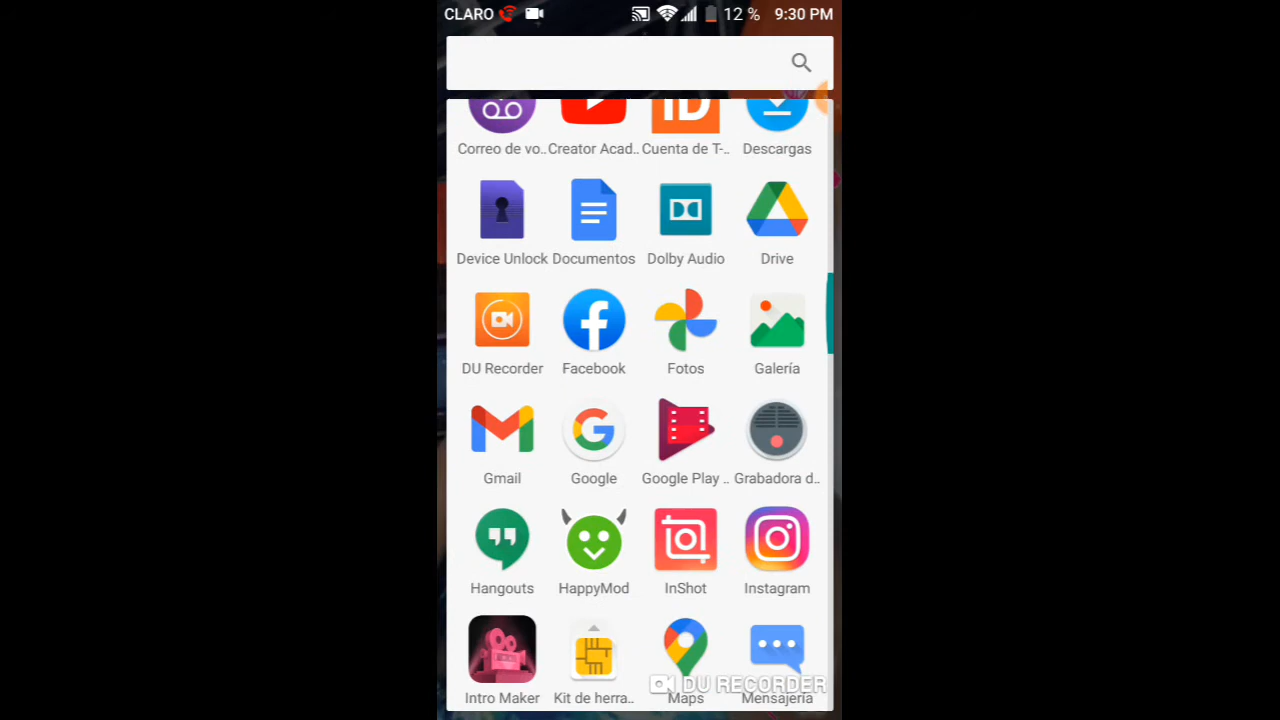 CLARO 12 % 9:30 PM
Correo de vo.. Creator Acad.. Cuenta de T-.. Descargas
Device Unlock Documentos Dolby Audio Drive
DU Recorder Facebook Fotos Galería
Gmail Google Google Play .. Grabadora d..
Hangouts HappyMod InShot Instagram
Intro Maker Kit de herra.. Maps Mensajería
DU RECORDER